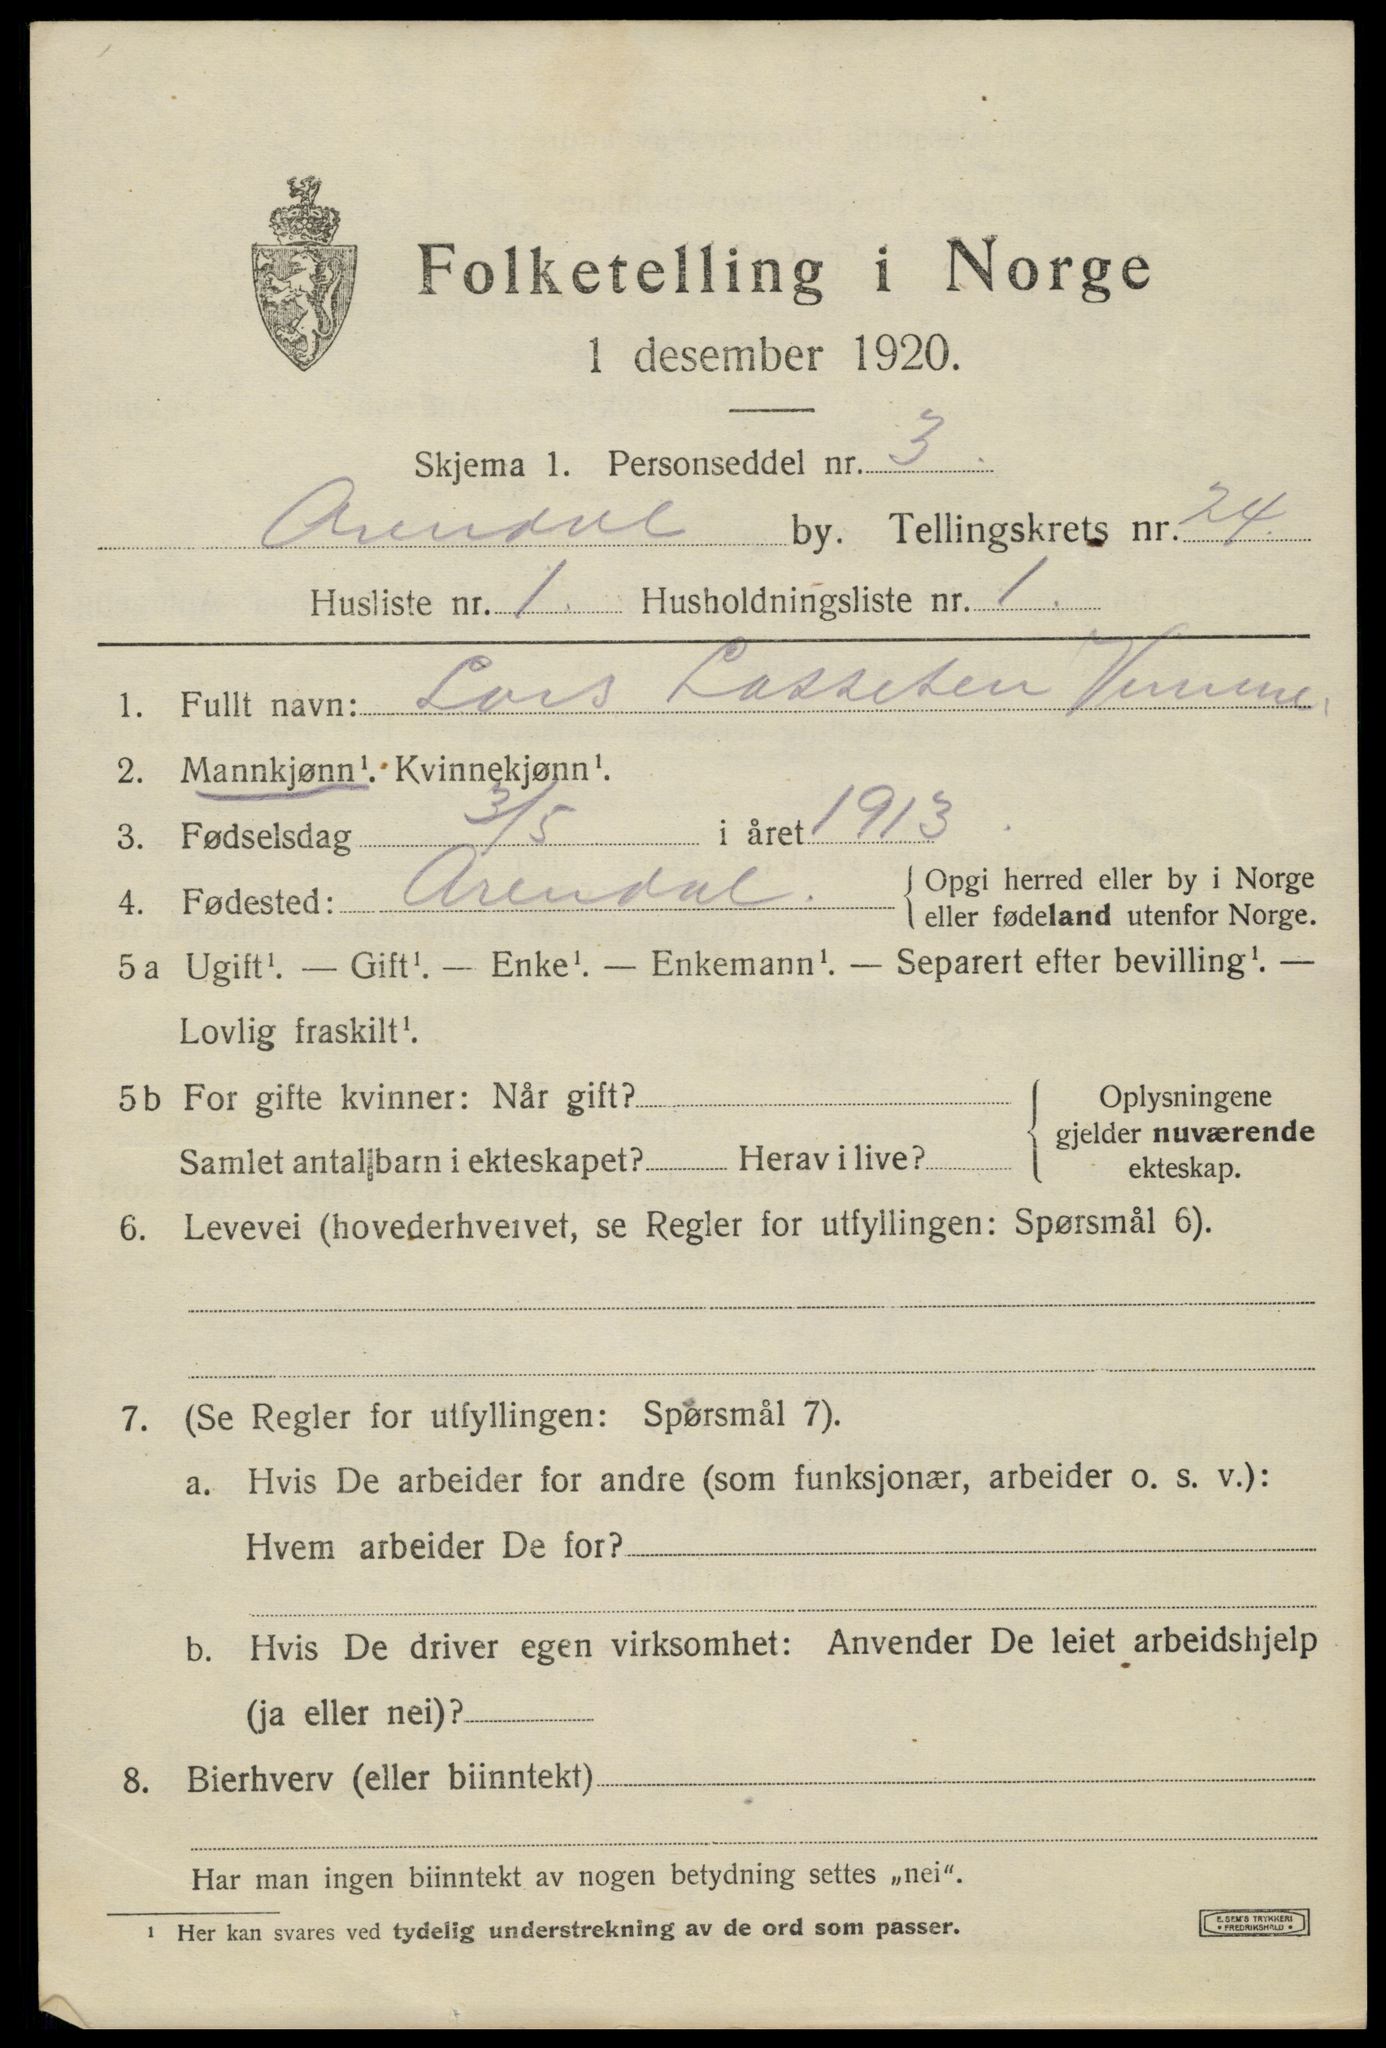 Folketelling i Norge
1 desember 1920.
Skjema 1. Personseddel nr. 3.
Arendal by. Tellingskrets nr. 24.
Husliste nr. 1. Husholdningsliste nr. 1.
1. Fullt navn: Lars Lassesen
2. Mannkjønn¹. Kvinnekjønn¹.
3. Fødselsdag 3/5 i året 1913.
4. Fødested: Arendal. Opgi herred eller by i Norge
eller fødeland utenfor Norge.
5 a Ugift¹. — Gift¹. — Enke¹. — Enkemann¹. — Separert efter bevilling¹. —
Lovlig fraskilt¹.
5 b For gifte kvinner: Når gift?
Samlet antall barn i ekteskapet? Herav i live?
Oplysningene
gjelder nuværende
ekteskap.
6. Levevei (hovederhvervet, se Regler for utfyllingen: Spørsmål 6).
7. (Se Regler for utfyllingen: Spørsmål 7).
a. Hvis De arbeider for andre (som funksjonær, arbeider o. s. v.):
Hvem arbeider De for?
b. Hvis De driver egen virksomhet: Anvender De leiet arbeidshjelp
(ja eller nei)?
8. Bierhverv (eller biinntekt)
Har man ingen biinntekt av nogen betydning settes „nei“.
¹ Her kan svares ved tydelig understrekning av de ord som passer.
E. SEM'S TRYKKERI
• FREDRIKSHALD •